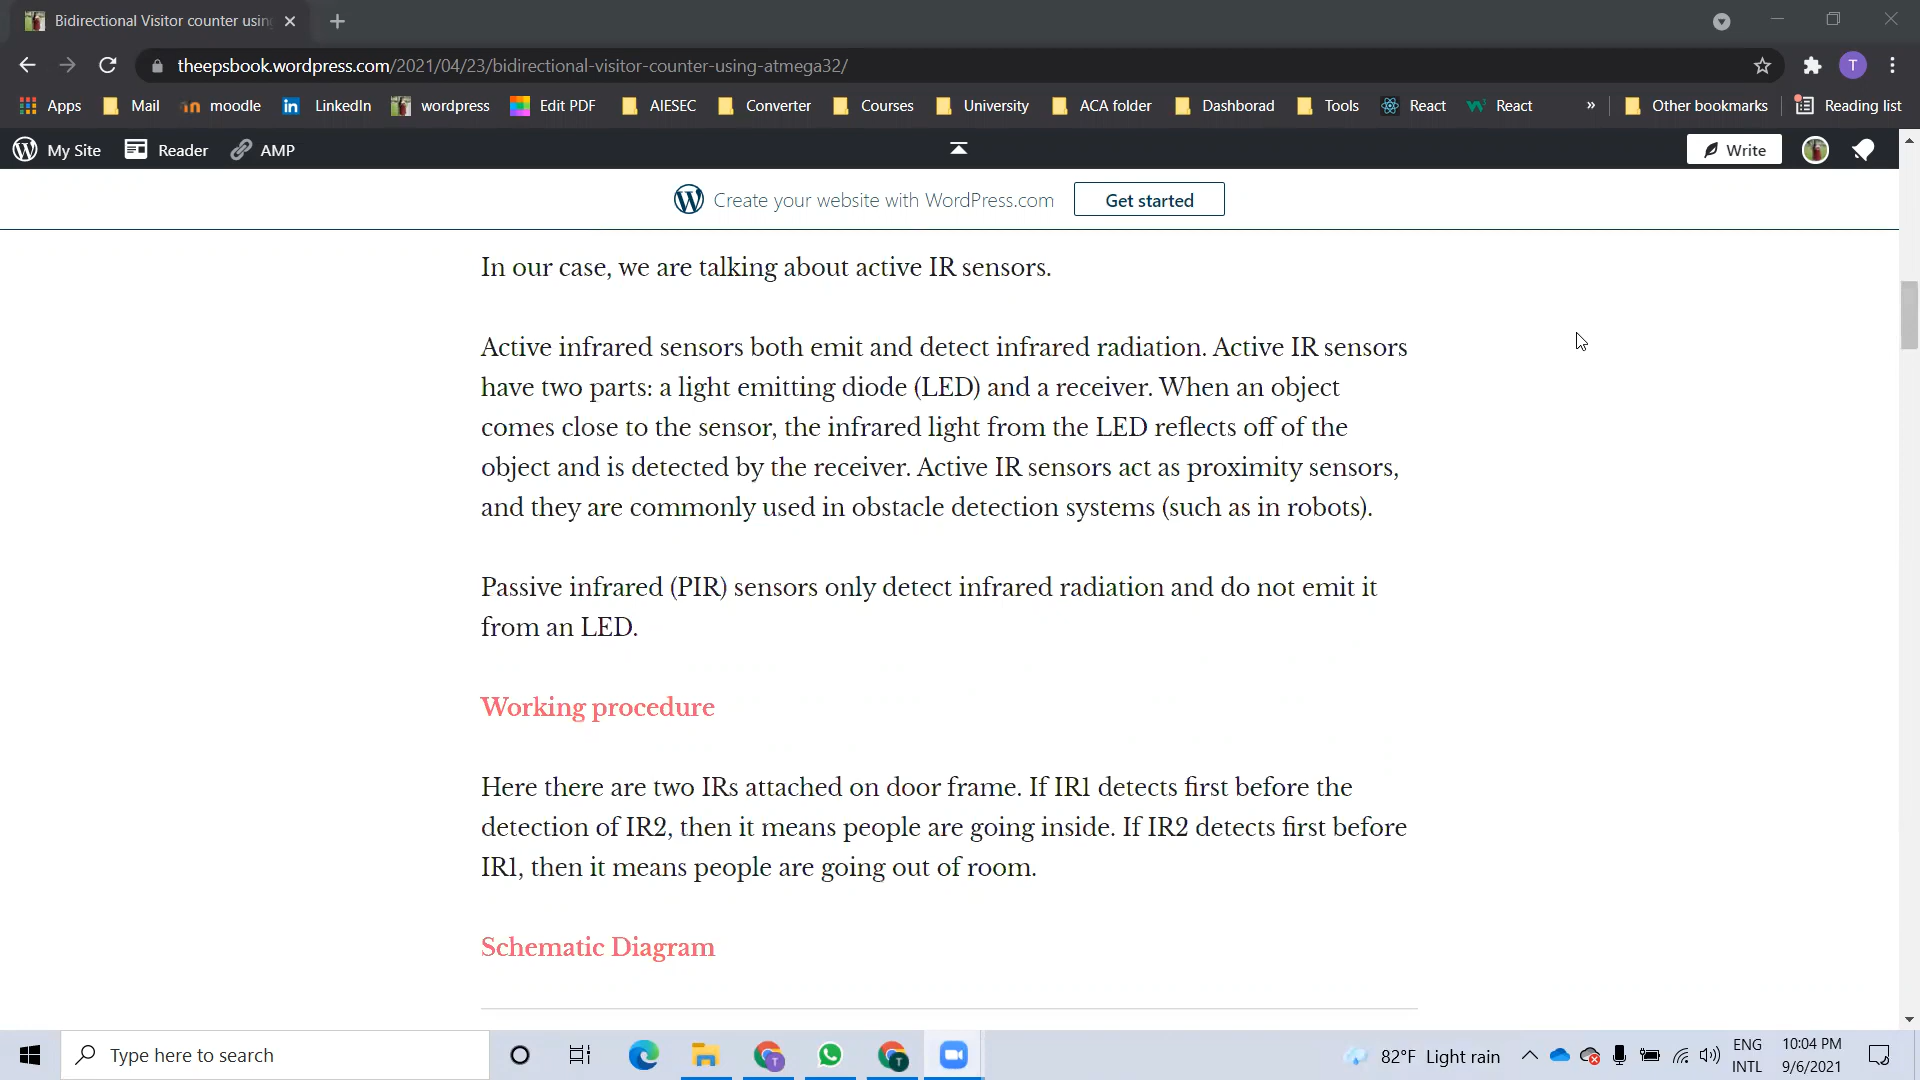 Bidirectional Visitor counter usin
theepsbook.wordpress.com/2021/04/23/bidirectional-visitor-counter-using-atmega32/
T
Apps Mail moodle LinkedIn wordpress Edit PDF AIESEC Converter Courses University ACA folder Dashborad Tools React React » Other bookmarks Reading list
My Site Reader AMP Write
Create your website with WordPress.com Get started
In our case, we are talking about active IR sensors.
Active infrared sensors both emit and detect infrared radiation. Active IR sensors
have two parts: a light emitting diode (LED) and a receiver. When an object
comes close to the sensor, the infrared light from the LED reflects off of the
object and is detected by the receiver. Active IR sensors act as proximity sensors,
and they are commonly used in obstacle detection systems (such as in robots).
Passive infrared (PIR) sensors only detect infrared radiation and do not emit it
from an LED.
Working procedure
Here there are two IRs attached on door frame. If IR1 detects first before the
detection of IR2, then it means people are going inside. If IR2 detects first before
IR1, then it means people are going out of room.
Schematic Diagram
Type here to search
82°F Light rain
ENG
INTL
10:04 PM
9/6/2021